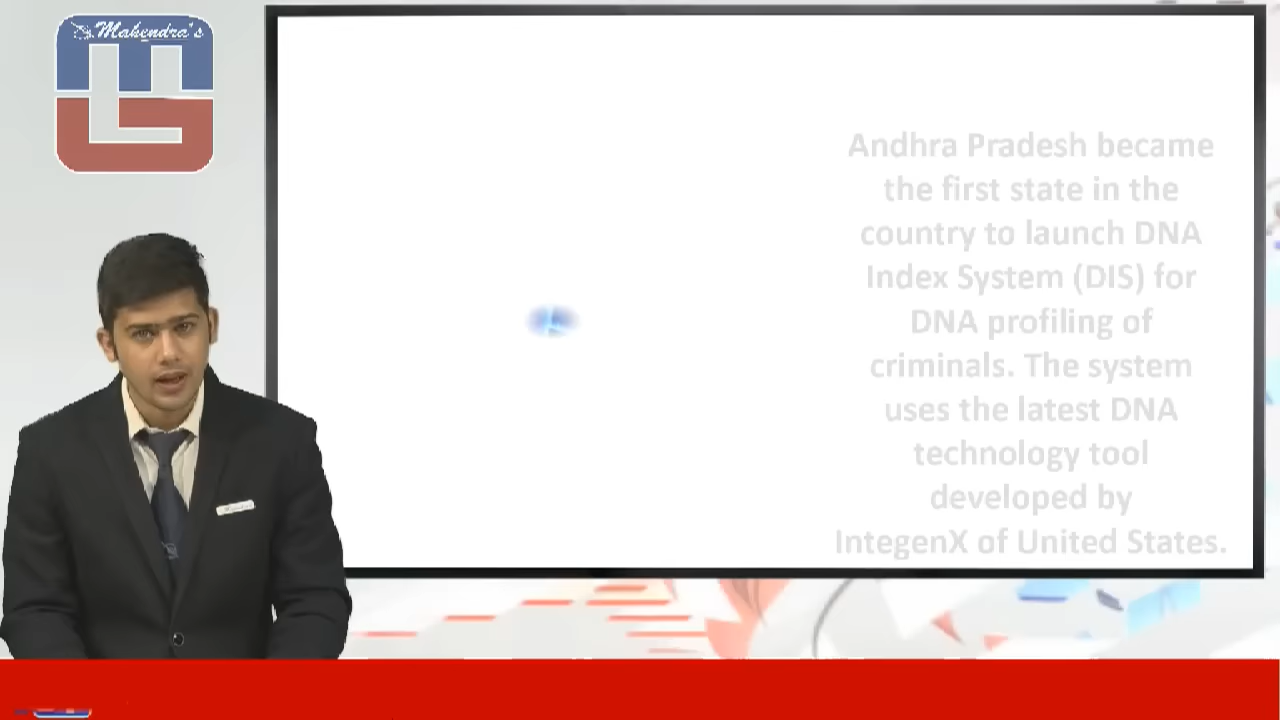 Mahendra's
Andhra Pradesh became
the first state in the
country to launch DNA
Index System (DIS) for
DNA profiling of
criminals. The system
uses the latest DNA
technology tool
developed by
IntegenX of United States.